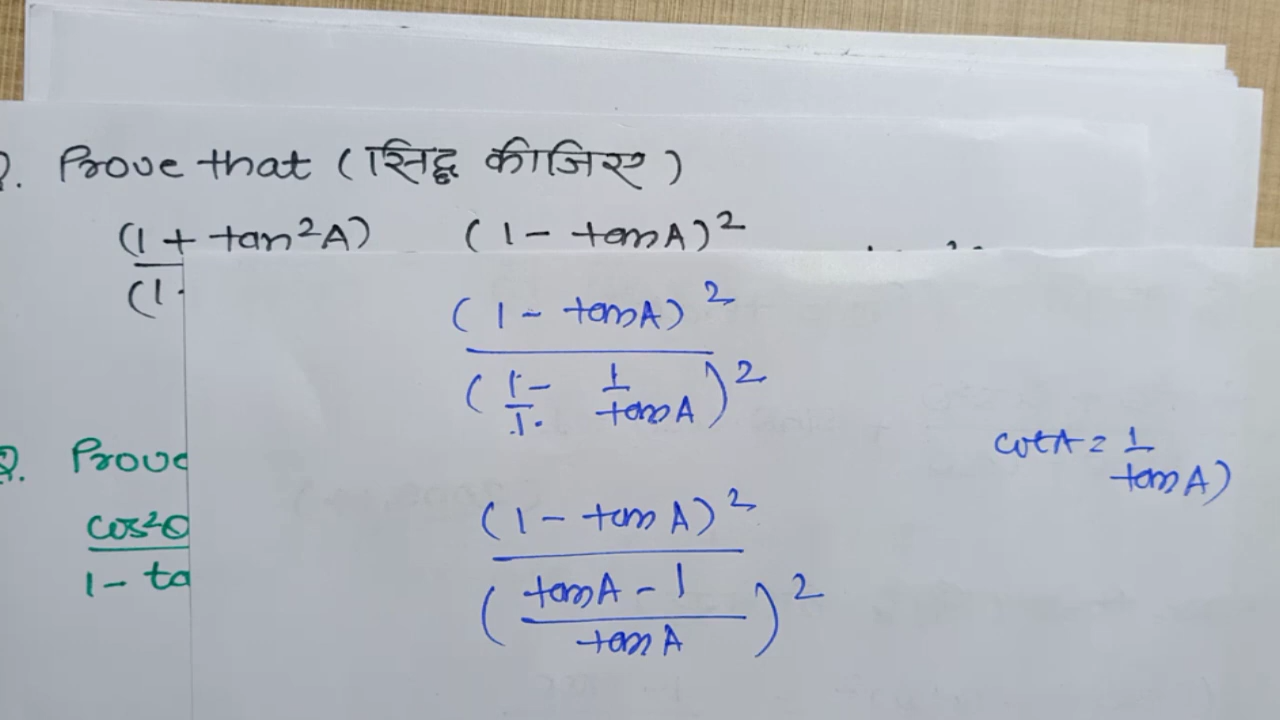 Q. Prove that (सिद्ध कीजिए)
(1 + tan²A) (1 - tanA)²
(1
(1 - tanA)²
(1/1 - 1/tanA)²
cotA = 1/tanA)
Q. Prove
(1 - tanA)²
cos²θ
1 - ta
((tanA - 1)/tanA)²